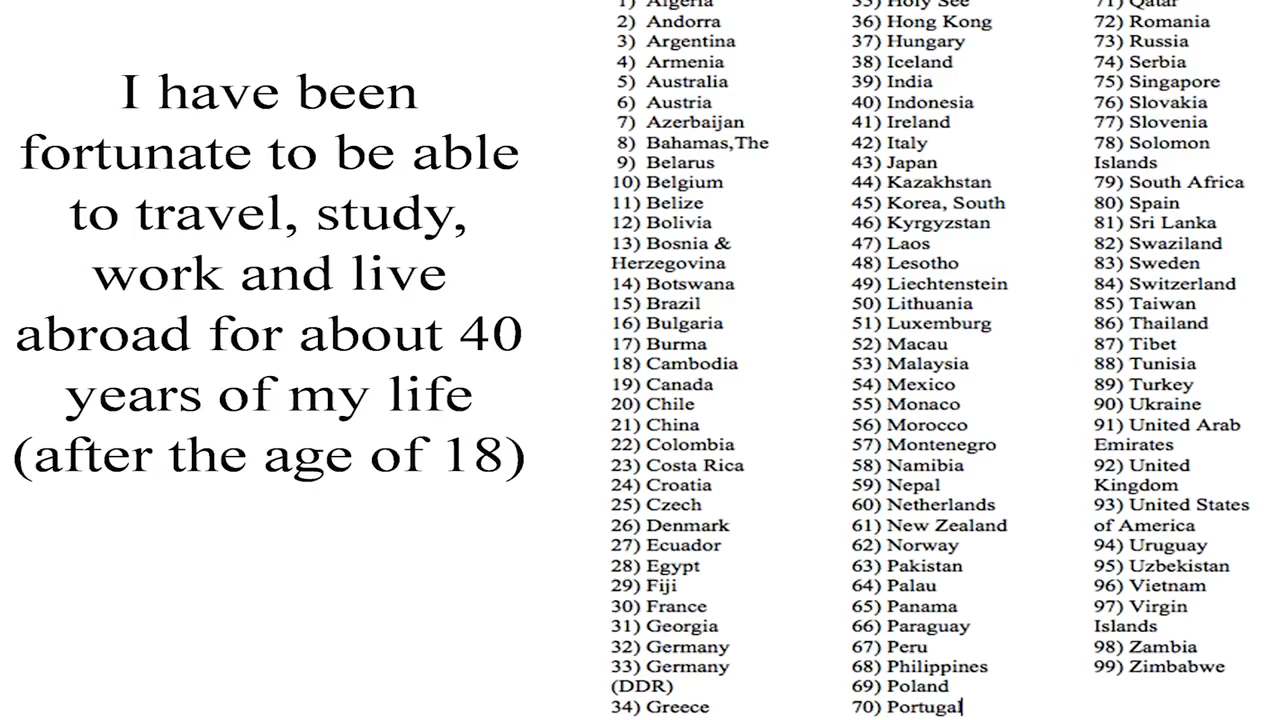 I have been
fortunate to be able
to travel, study,
work and live
abroad for about 40
years of my life
(after the age of 18)
1) Algeria
2) Andorra
3) Argentina
4) Armenia
5) Australia
6) Austria
7) Azerbaijan
8) Bahamas,The
9) Belarus
10) Belgium
11) Belize
12) Bolivia
13) Bosnia &
Herzegovina
14) Botswana
15) Brazil
16) Bulgaria
17) Burma
18) Cambodia
19) Canada
20) Chile
21) China
22) Colombia
23) Costa Rica
24) Croatia
25) Czech
26) Denmark
27) Ecuador
28) Egypt
29) Fiji
30) France
31) Georgia
32) Germany
33) Germany
(DDR)
34) Greece
35) Holy See
36) Hong Kong
37) Hungary
38) Iceland
39) India
40) Indonesia
41) Ireland
42) Italy
43) Japan
44) Kazakhstan
45) Korea, South
46) Kyrgyzstan
47) Laos
48) Lesotho
49) Liechtenstein
50) Lithuania
51) Luxemburg
52) Macau
53) Malaysia
54) Mexico
55) Monaco
56) Morocco
57) Montenegro
58) Namibia
59) Nepal
60) Netherlands
61) New Zealand
62) Norway
63) Pakistan
64) Palau
65) Panama
66) Paraguay
67) Peru
68) Philippines
69) Poland
70) Portugal
71) Qatar
72) Romania
73) Russia
74) Serbia
75) Singapore
76) Slovakia
77) Slovenia
78) Solomon
Islands
79) South Africa
80) Spain
81) Sri Lanka
82) Swaziland
83) Sweden
84) Switzerland
85) Taiwan
86) Thailand
87) Tibet
88) Tunisia
89) Turkey
90) Ukraine
91) United Arab
Emirates
92) United
Kingdom
93) United States
of America
94) Uruguay
95) Uzbekistan
96) Vietnam
97) Virgin
Islands
98) Zambia
99) Zimbabwe